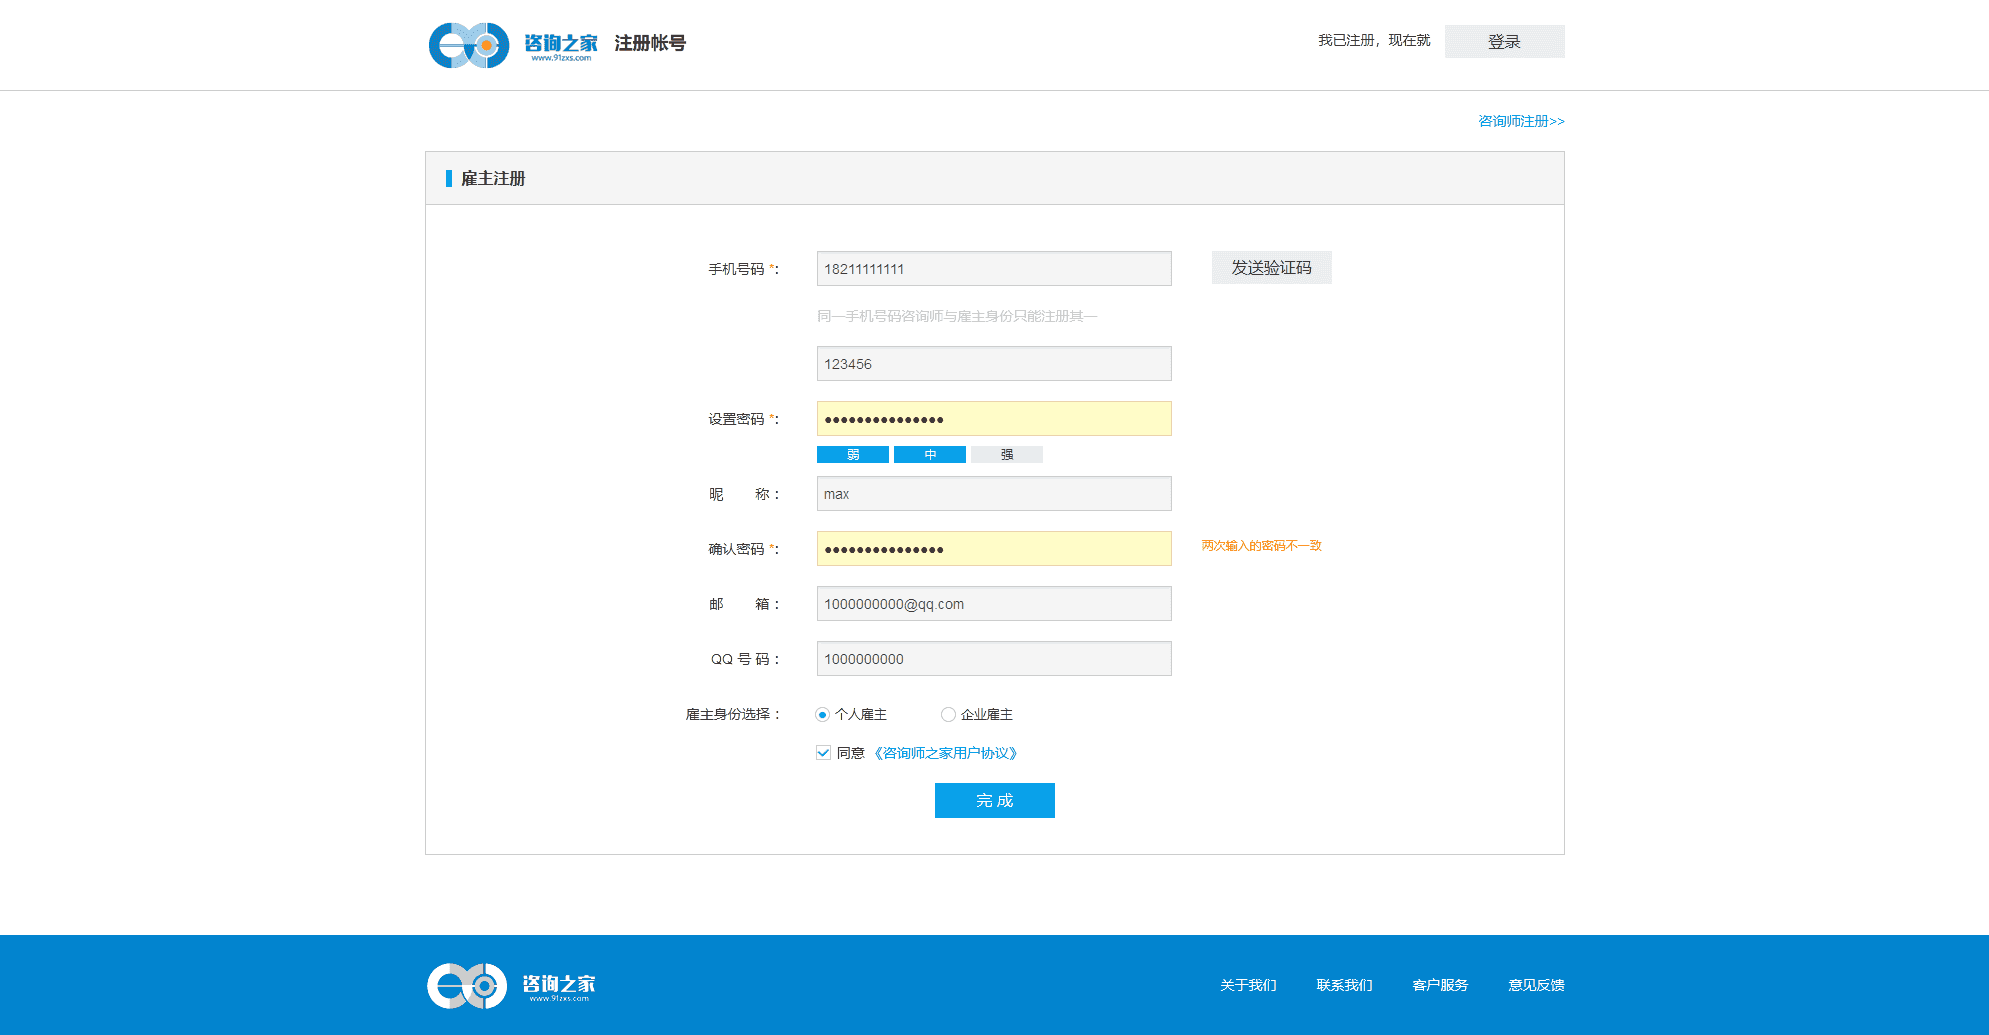 咨询之家 注册帐号
www.91zxs.com
我已注册，现在就 登录
咨询师注册>>
雇主注册
手机号码 *： 18211111111 发送验证码
同一手机号码咨询师与雇主身份只能注册其一
123456
设置密码 *： ●●●●●●●●●●●●●●●
弱 中 强
昵 称： max
确认密码 *： ●●●●●●●●●●●●●●● 两次输入的密码不一致
邮 箱： 1000000000@qq.com
QQ 号 码： 1000000000
雇主身份选择： 个人雇主 企业雇主
同意 《咨询师之家用户协议》
完 成
咨询之家
www.91zxs.com
关于我们 联系我们 客户服务 意见反馈